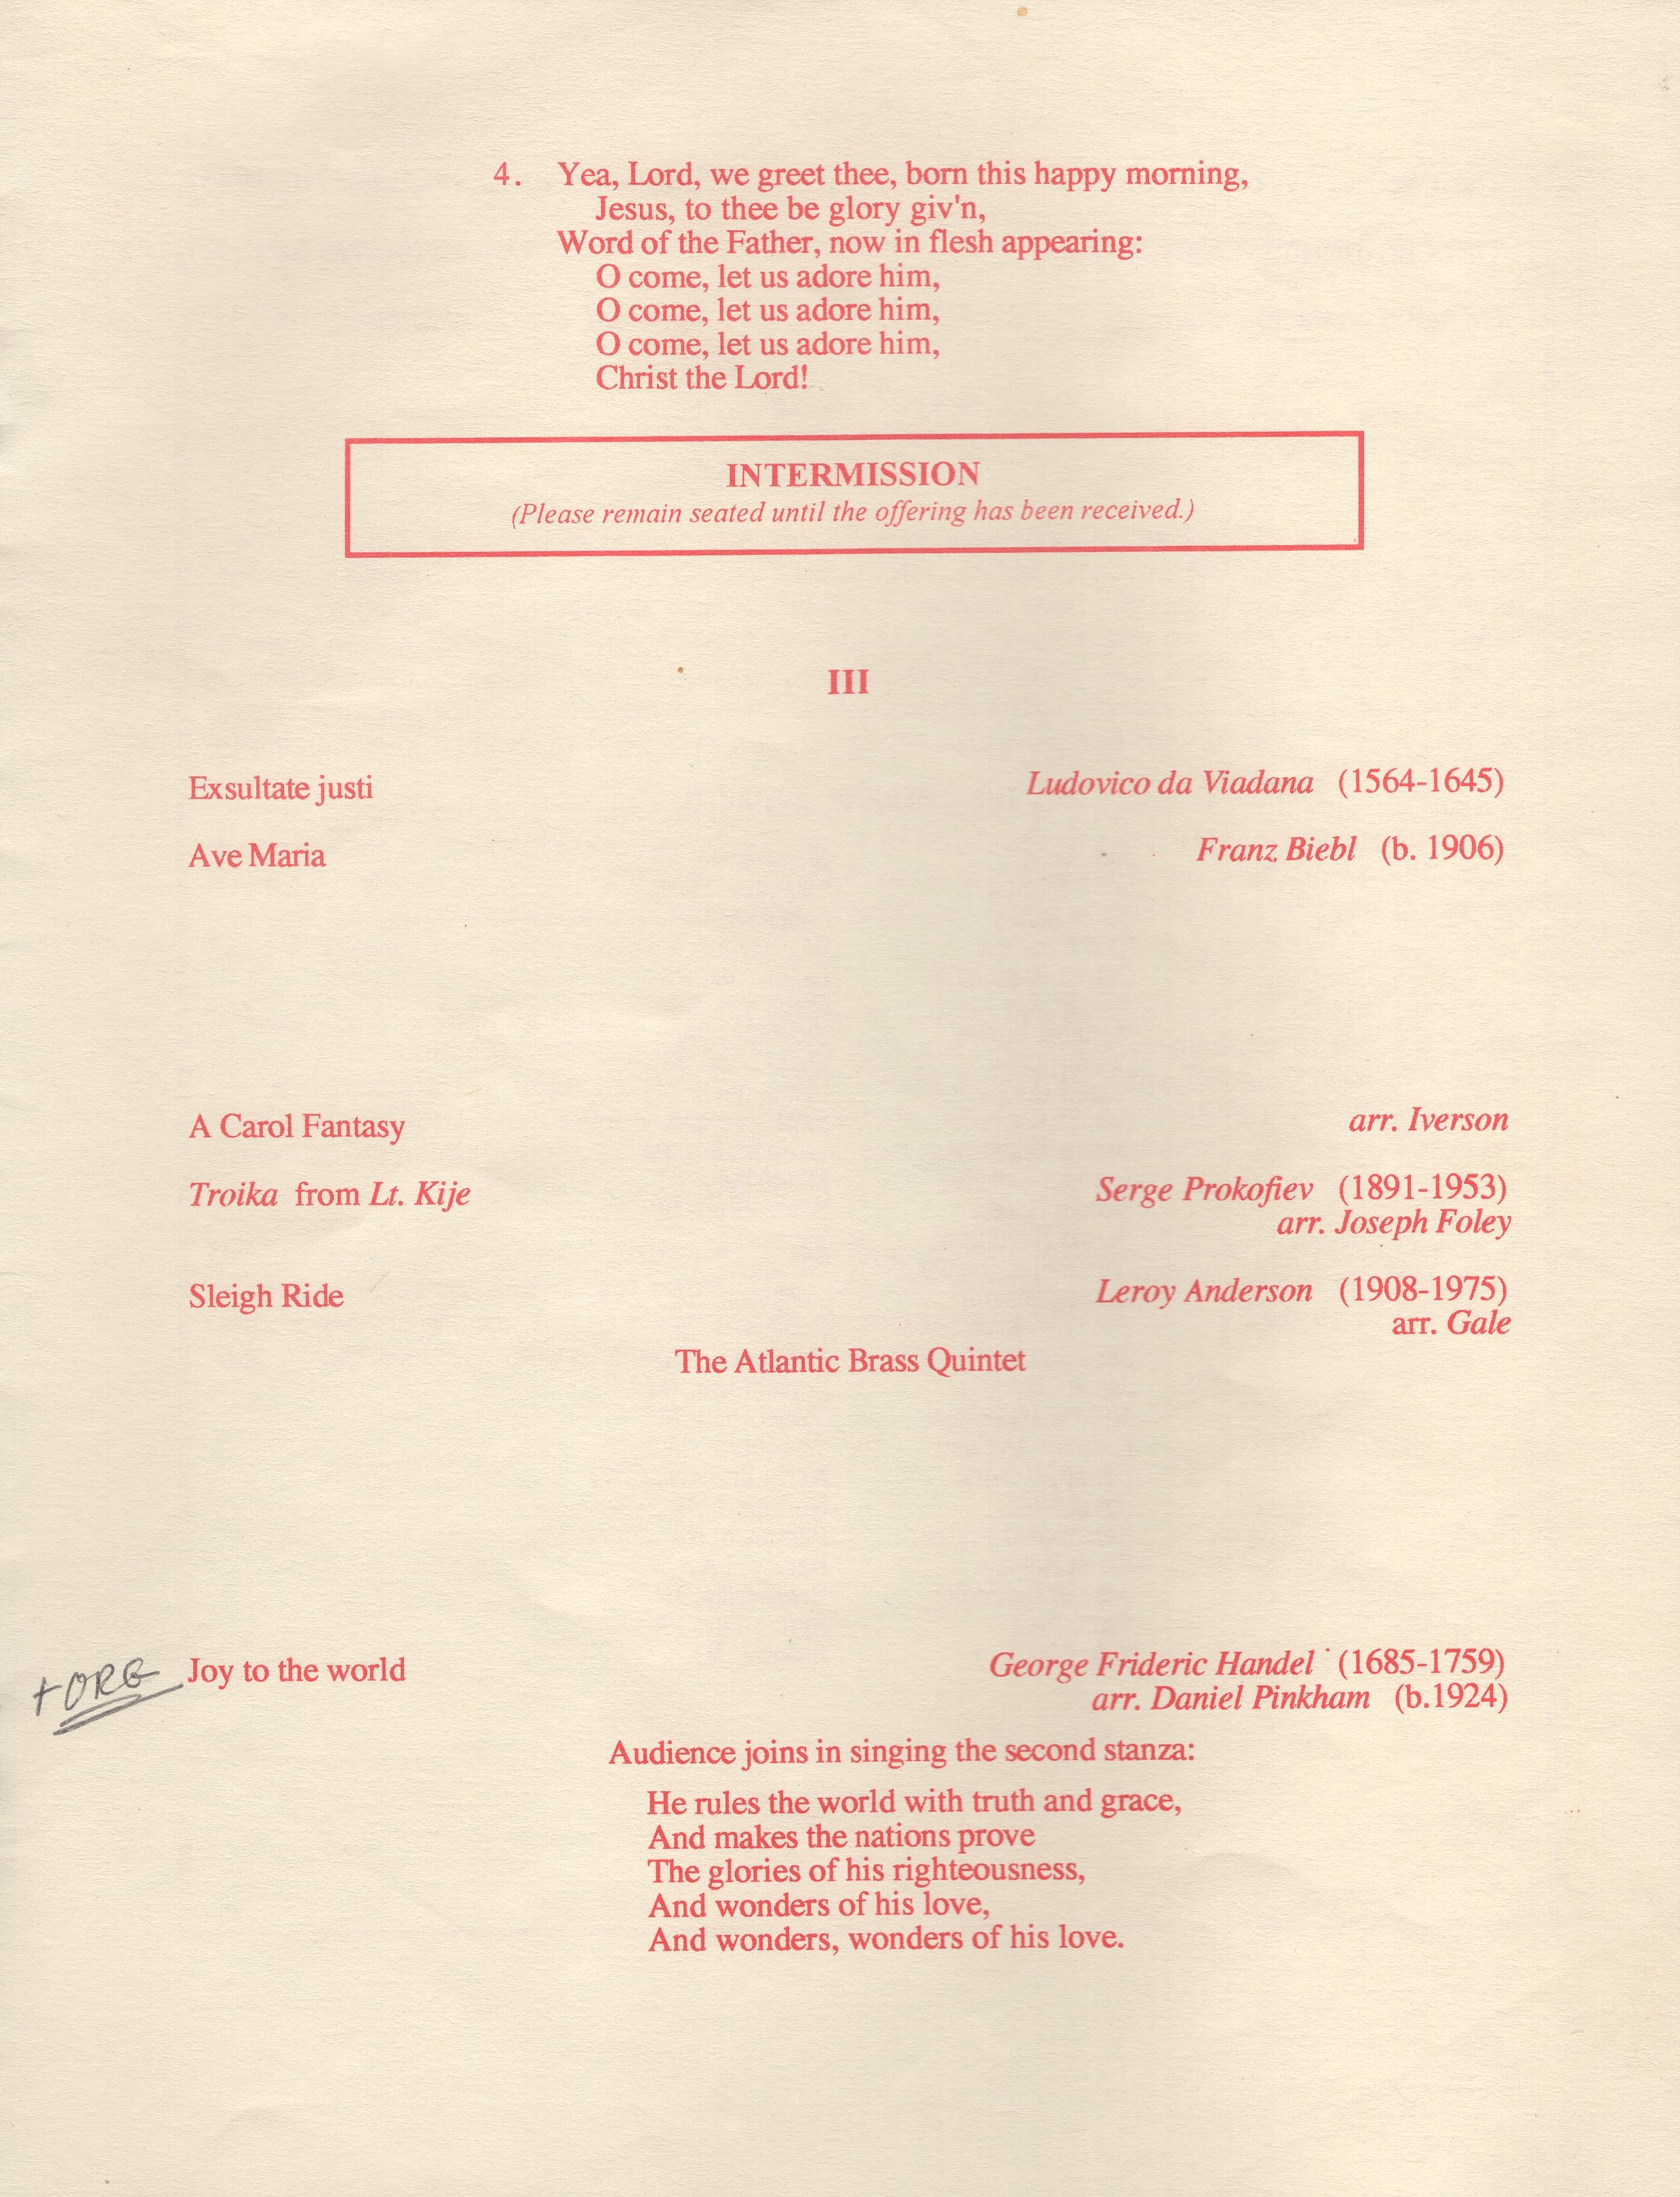 4. Yea, Lord, we greet thee, born this happy morning,
Jesus, to thee be glory giv'n,
Word of the Father, now in flesh appearing:
O come, let us adore him,
O come, let us adore him,
O come, let us adore him,
Christ the Lord!
INTERMISSION
(Please remain seated until the offering has been received.)
III
Exsultate justi Ludovico da Viadana (1564-1645)
Ave Maria Franz Biebl (b. 1906)
A Carol Fantasy arr. Iverson
Troika from Lt. Kije Serge Prokofiev (1891-1953)
arr. Joseph Foley
Sleigh Ride Leroy Anderson (1908-1975)
arr. Gale
The Atlantic Brass Quintet
+ORG Joy to the world George Frideric Handel (1685-1759)
arr. Daniel Pinkham (b.1924)
Audience joins in singing the second stanza:
He rules the world with truth and grace,
And makes the nations prove
The glories of his righteousness,
And wonders of his love,
And wonders, wonders of his love.